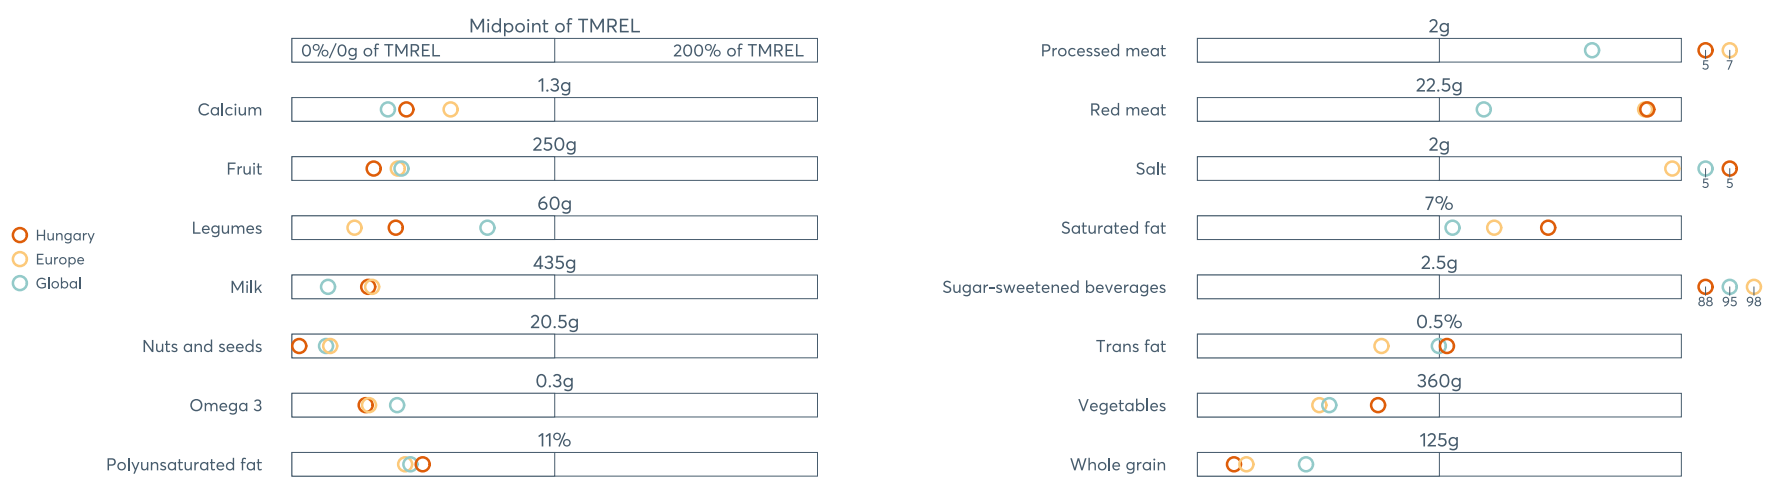 Midpoint of TMREL
0%/0g of TMREL
200% of TMREL
1.3g
Calcium
250g
Fruit
60g
Legumes
435g
Milk
20.5g
Nuts and seeds
0.3g
Omega 3
11%
Polyunsaturated fat
Hungary
Europe
Global
2g
Processed meat
5 7
22.5g
Red meat
2g
Salt
5 5
7%
Saturated fat
2.5g
Sugar-sweetened beverages
88 95 98
0.5%
Trans fat
360g
Vegetables
125g
Whole grain